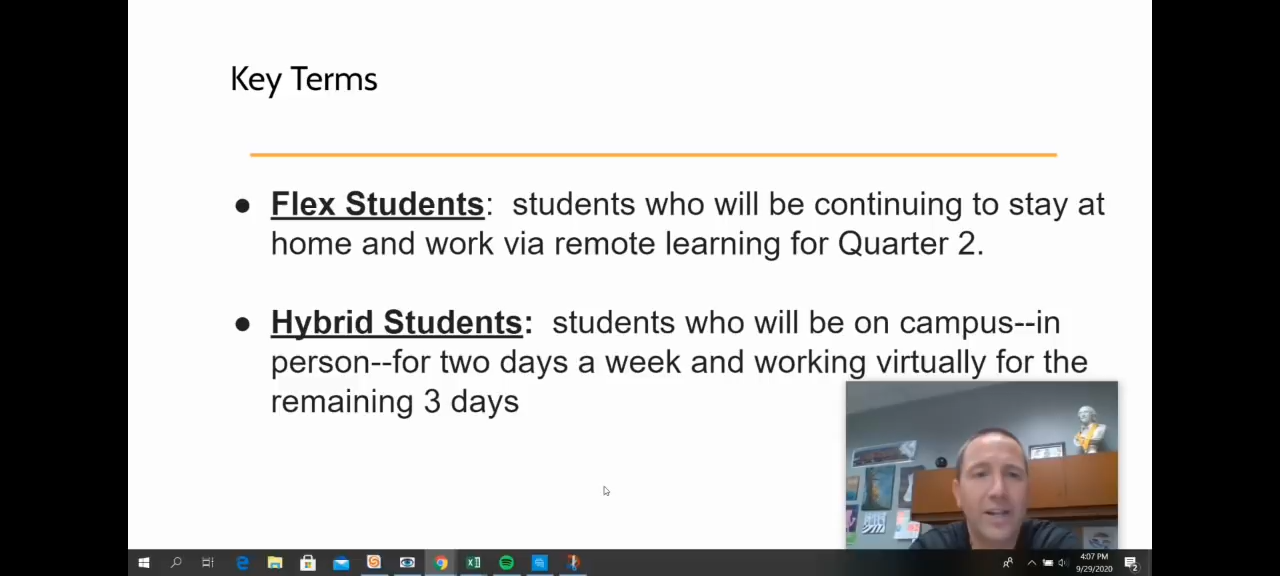 Key Terms
● Flex Students:  students who will be continuing to stay at
home and work via remote learning for Quarter 2.
● Hybrid Students:  students who will be on campus--in
person--for two days a week and working virtually for the
remaining 3 days
4:07 PM
9/29/2020
2